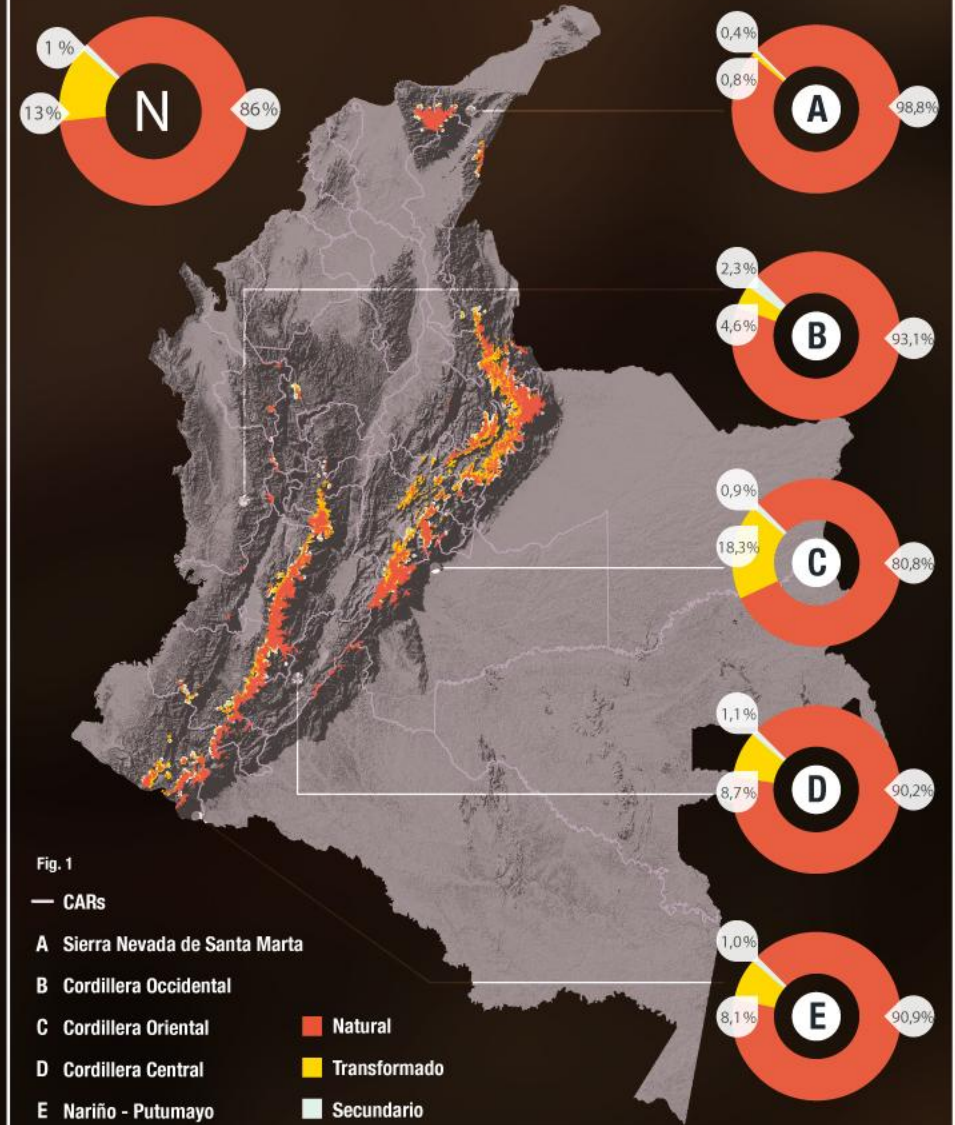 1 %
13%
N
86%
0,4%
0,8%
A
98,8%
2,3%
4,6%
B
93,1%
0,9%
18,3%
C
80,8%
1,1%
8,7%
D
90,2%
1,0%
8,1%
E
90,9%
Fig. 1
CARs
A Sierra Nevada de Santa Marta
B Cordillera Occidental
C Cordillera Oriental
D Cordillera Central
E Nariño - Putumayo
Natural
Transformado
Secundario